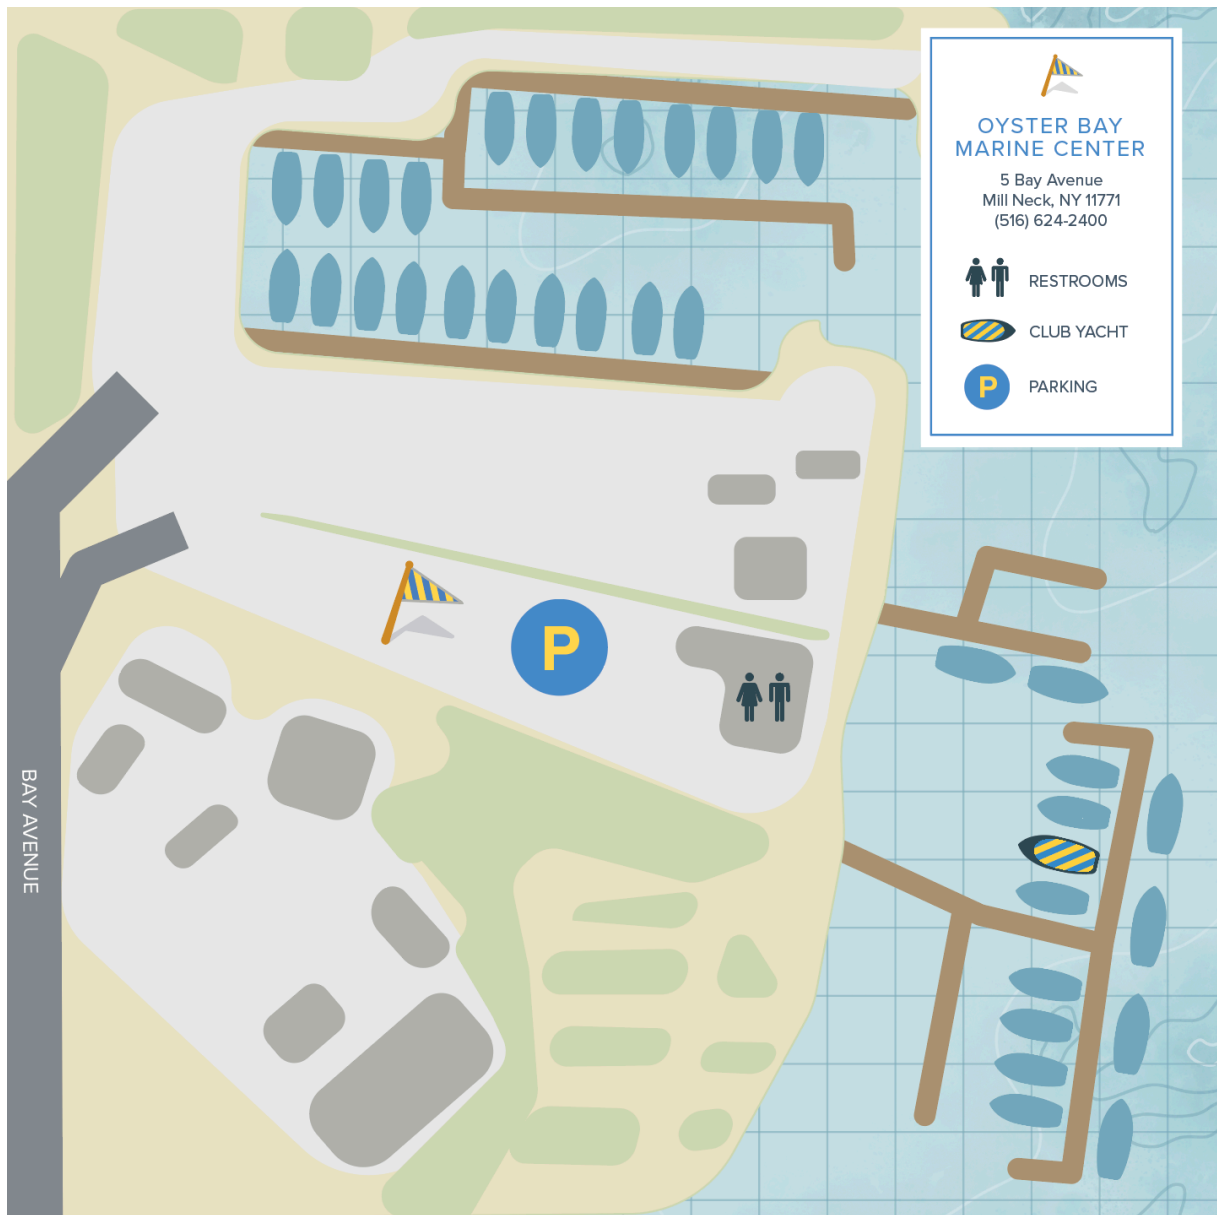 OYSTER BAY
MARINE CENTER
5 Bay Avenue
Mill Neck, NY 11771
(516) 624-2400
RESTROOMS
CLUB YACHT
P PARKING
P
BAY AVENUE